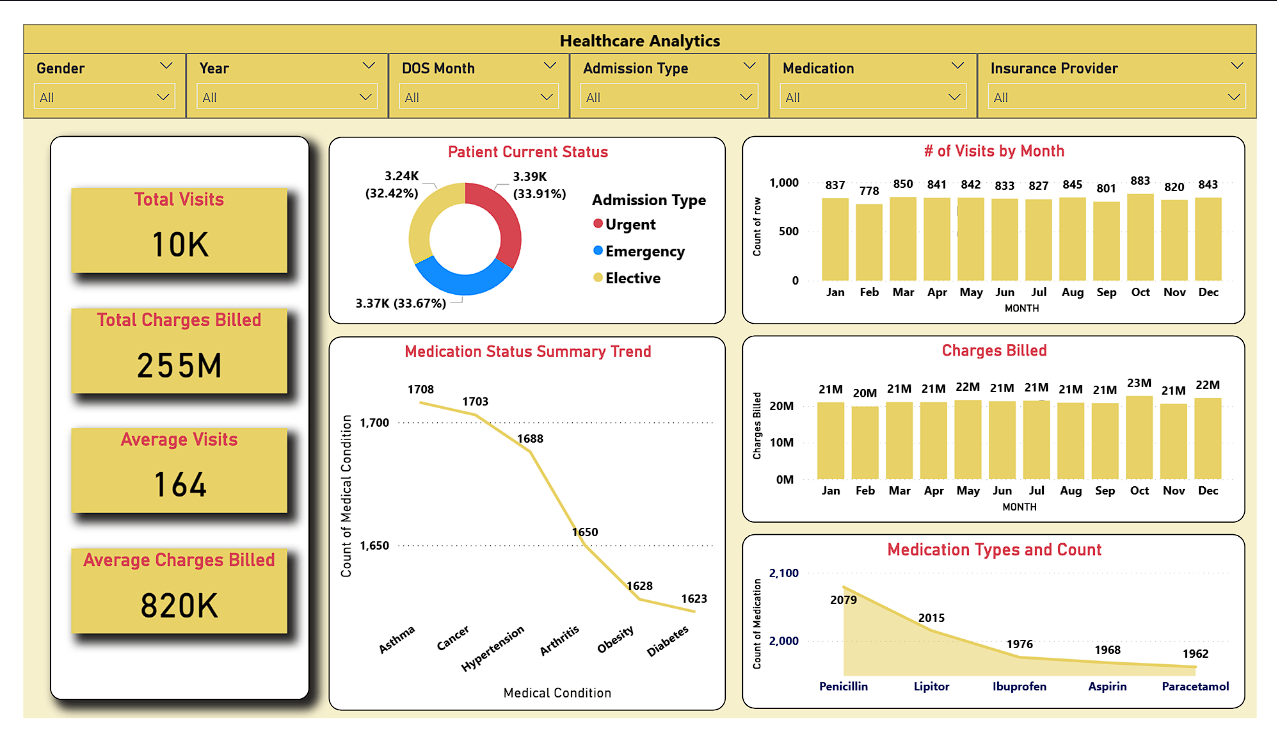 Healthcare Analytics
Gender
Year
DOS Month
Admission Type
Medication
Insurance Provider
All
All
All
All
All
All
Total Visits
10K
Total Charges Billed
255M
Average Visits
164
Average Charges Billed
820K
Patient Current Status
3.24K
(32.42%)
3.39K
(33.91%)
3.37K (33.67%)
Admission Type
Urgent
Emergency
Elective
# of Visits by Month
Count of row
1,000
500
0
837 778 850 841 842 833 827 845 801 883 820 843
Jan Feb Mar Apr May Jun Jul Aug Sep Oct Nov Dec
MONTH
Medication Status Summary Trend
Count of Medical Condition
1,700
1,650
1708
1703
1688
1650
1628
1623
Asthma
Cancer
Hypertension
Arthritis
Obesity
Diabetes
Medical Condition
Charges Billed
Charges Billed
20M
10M
0M
21M 20M 21M 21M 22M 21M 21M 21M 21M 23M 21M 22M
Jan Feb Mar Apr May Jun Jul Aug Sep Oct Nov Dec
MONTH
Medication Types and Count
Count of Medication
2,100
2,000
2079
2015
1976
1968
1962
Penicillin Lipitor Ibuprofen Aspirin Paracetamol